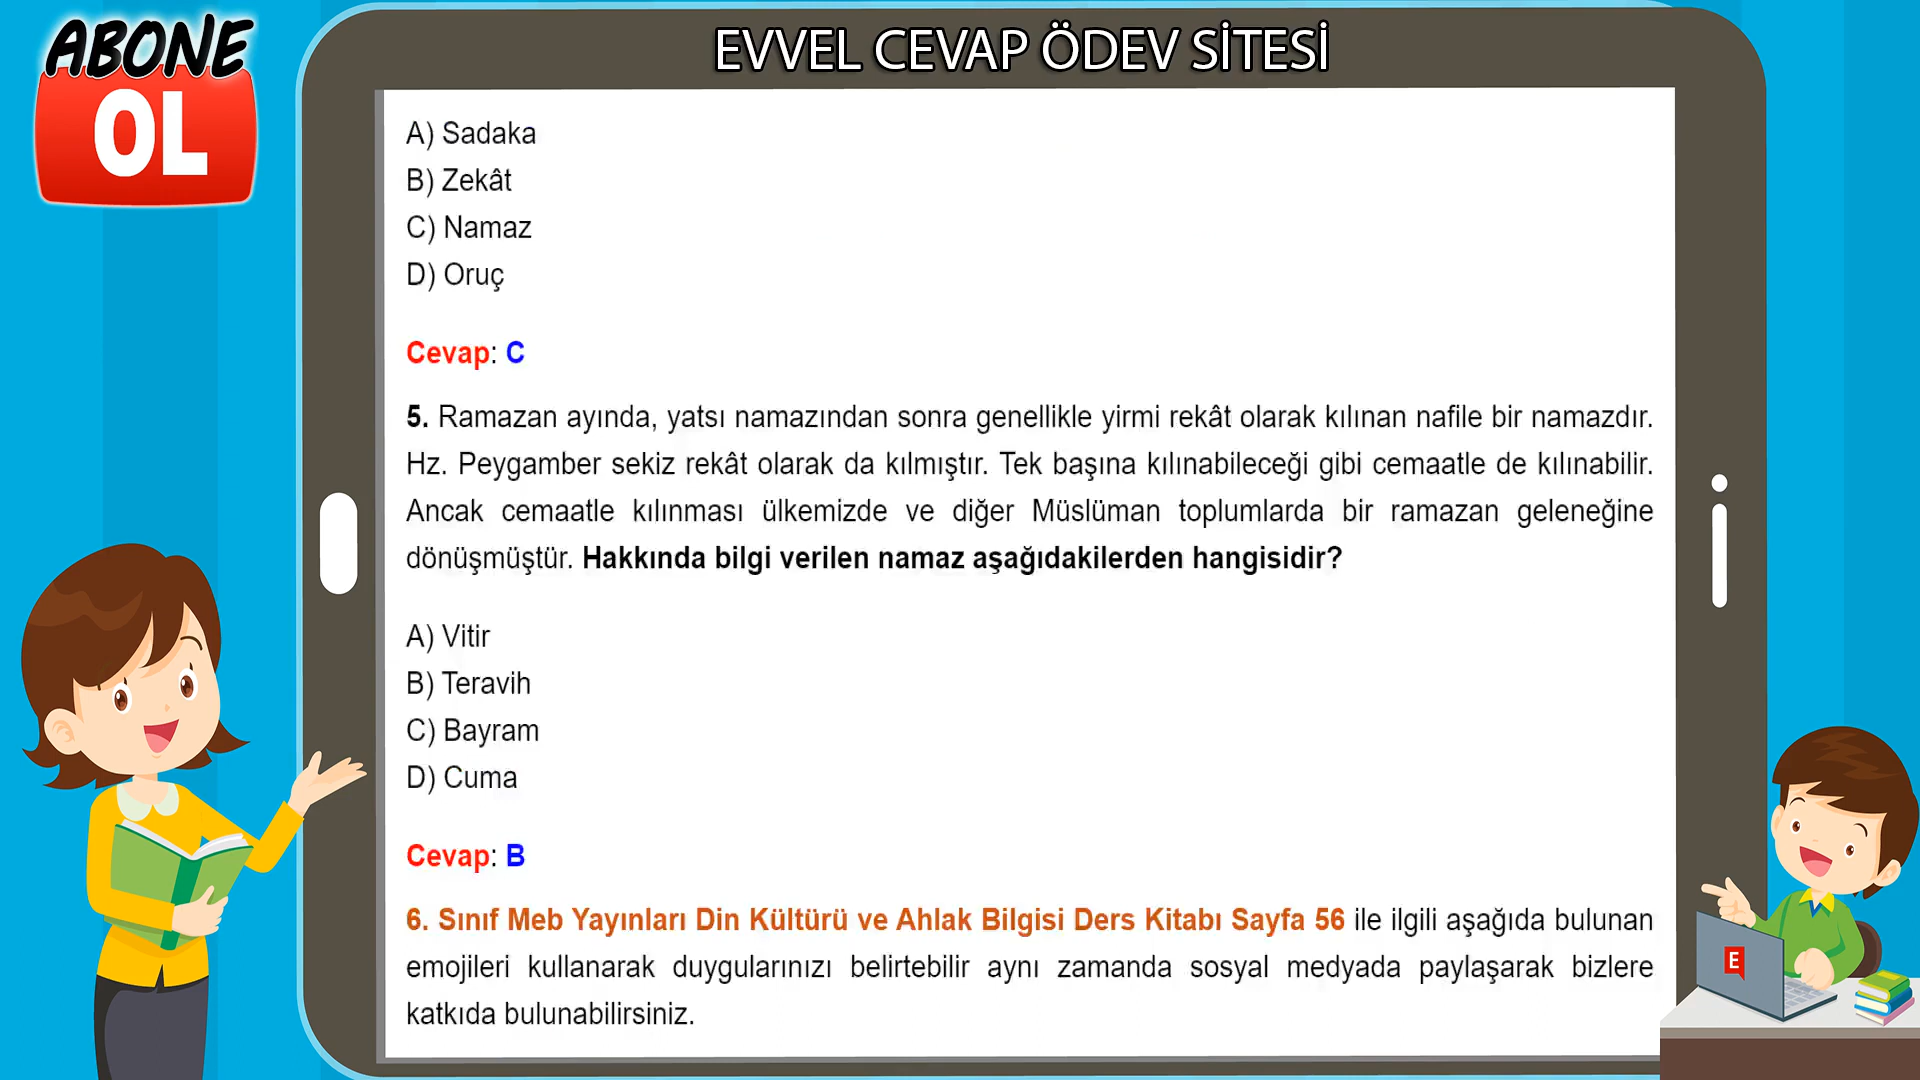 ABONE
OL
EVVEL CEVAP ÖDEV SİTESİ
A) Sadaka
B) Zekât
C) Namaz
D) Oruç
Cevap: C
5. Ramazan ayında, yatsı namazından sonra genellikle yirmi rekât olarak kılınan nafile bir namazdır.
Hz. Peygamber sekiz rekât olarak da kılmıştır. Tek başına kılınabileceği gibi cemaatle de kılınabilir.
Ancak cemaatle kılınması ülkemizde ve diğer Müslüman toplumlarda bir ramazan geleneğine
dönüşmüştür. Hakkında bilgi verilen namaz aşağıdakilerden hangisidir?
A) Vitir
B) Teravih
C) Bayram
D) Cuma
Cevap: B
6. Sınıf Meb Yayınları Din Kültürü ve Ahlak Bilgisi Ders Kitabı Sayfa 56 ile ilgili aşağıda bulunan
emojileri kullanarak duygularınızı belirtebilir aynı zamanda sosyal medyada paylaşarak bizlere
katkıda bulunabilirsiniz.
E